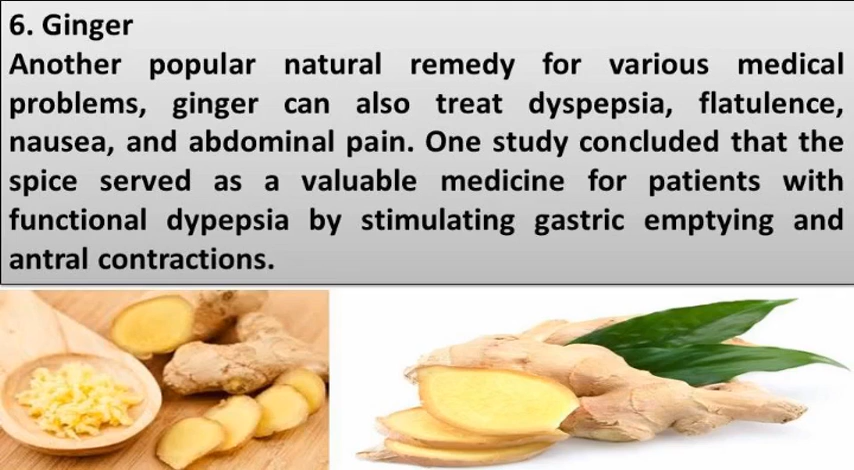 6. Ginger
Another popular natural remedy for various medical
problems, ginger can also treat dyspepsia, flatulence,
nausea, and abdominal pain. One study concluded that the
spice served as a valuable medicine for patients with
functional dypepsia by stimulating gastric emptying and
antral contractions.